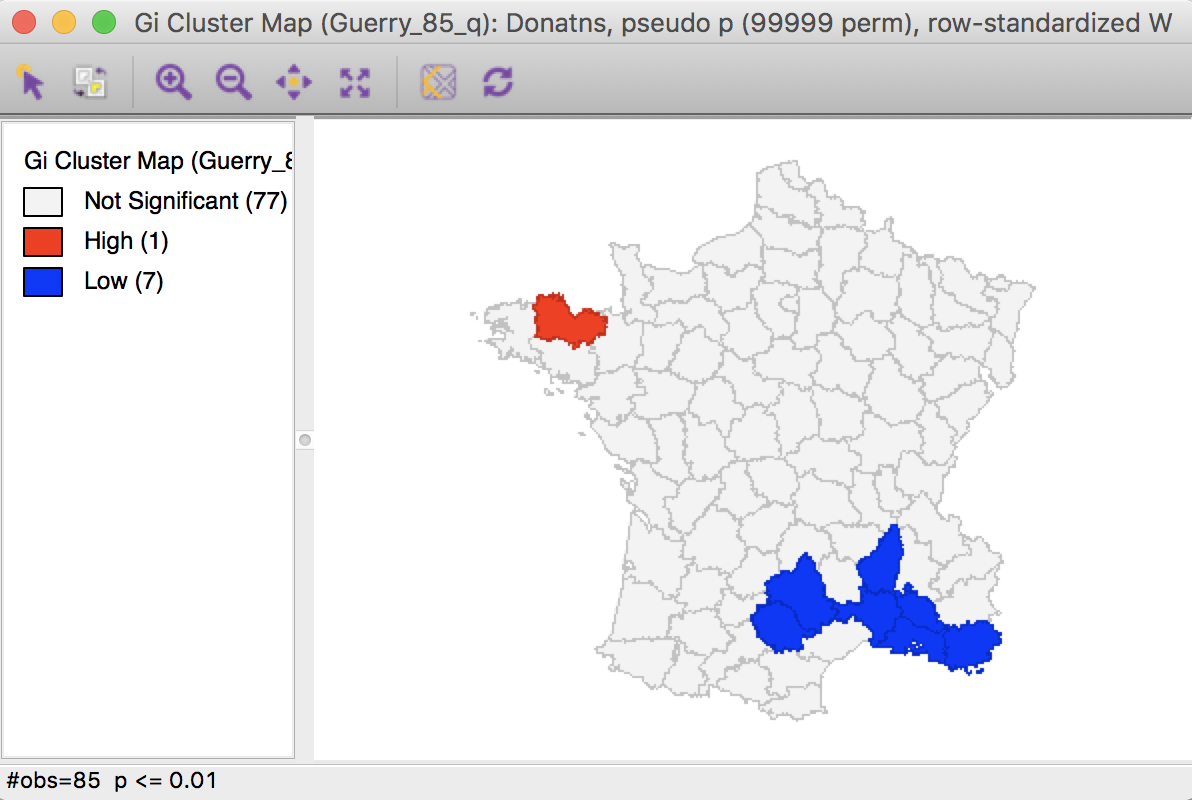 Gi Cluster Map (Guerry_85_q): Donatns, pseudo p (99999 perm), row-standardized W
Gi Cluster Map (Guerry_8
Not Significant (77)
High (1)
Low (7)
#obs=85 p <= 0.01